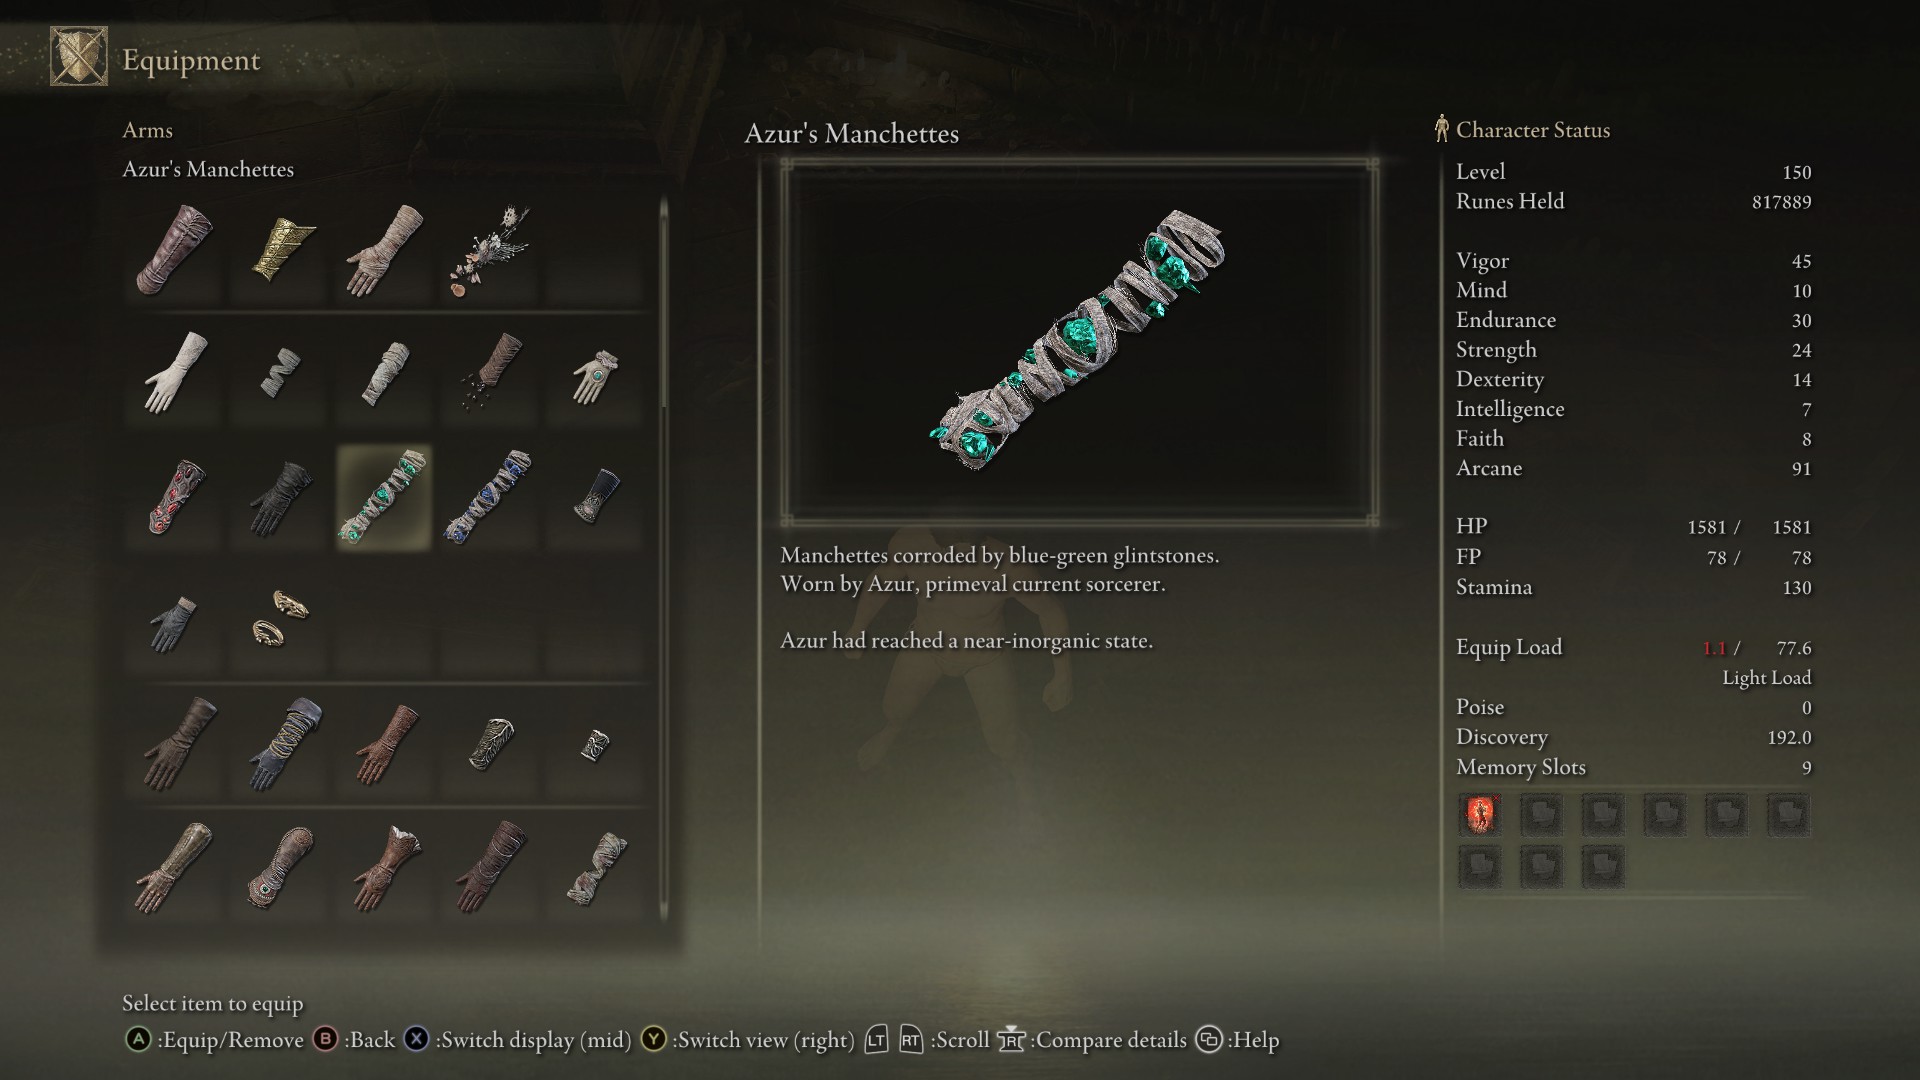 Equipment
Arms
Azur's Manchettes
Azur's Manchettes
Manchettes corroded by blue-green glintstones.
Worn by Azur, primeval current sorcerer.
Azur had reached a near-inorganic state.
Character Status
Level 150
Runes Held 817889
Vigor 45
Mind 10
Endurance 30
Strength 24
Dexterity 14
Intelligence 7
Faith 8
Arcane 91
HP 1581 / 1581
FP 78 / 78
Stamina 130
Equip Load 1.1 / 77.6
Light Load
Poise 0
Discovery 192.0
Memory Slots 9
Select item to equip
A :Equip/Remove B :Back X :Switch display (mid) Y :Switch view (right) LT RT :Scroll R :Compare details :Help